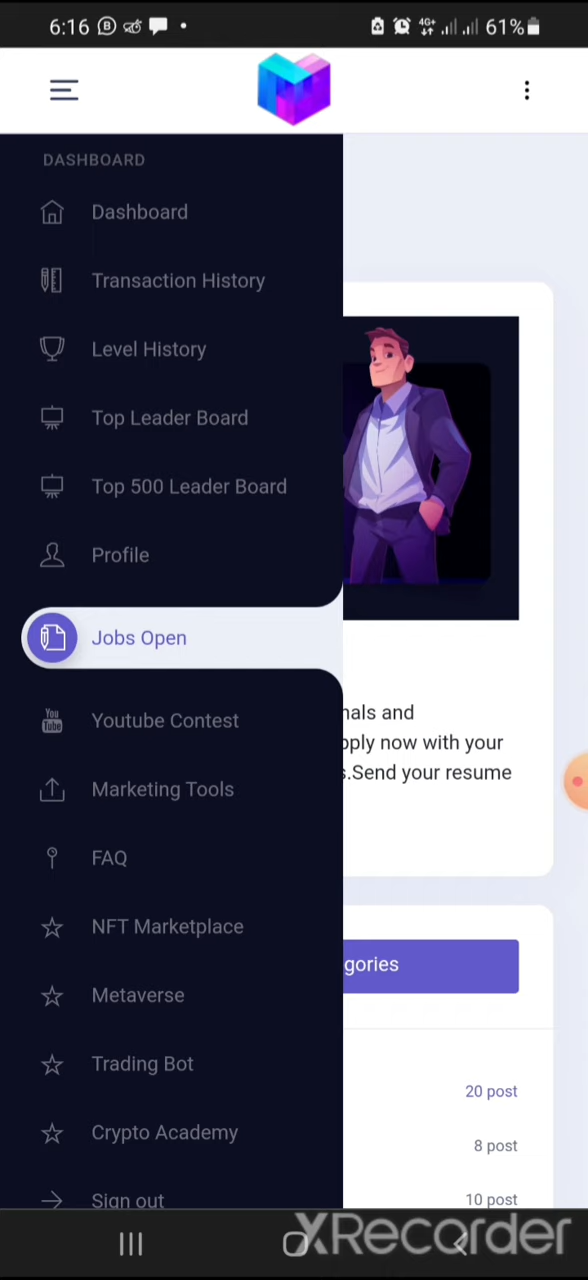 6:16
4G+
61%
DASHBOARD
Dashboard
Transaction History
Level History
Top Leader Board
Top 500 Leader Board
Profile
Jobs Open
nals and
pply now with your
s.Send your resume
You
Tube
Youtube Contest
Marketing Tools
FAQ
NFT Marketplace
gories
Metaverse
Trading Bot
20 post
Crypto Academy
8 post
Sign out
10 post
XRecorder